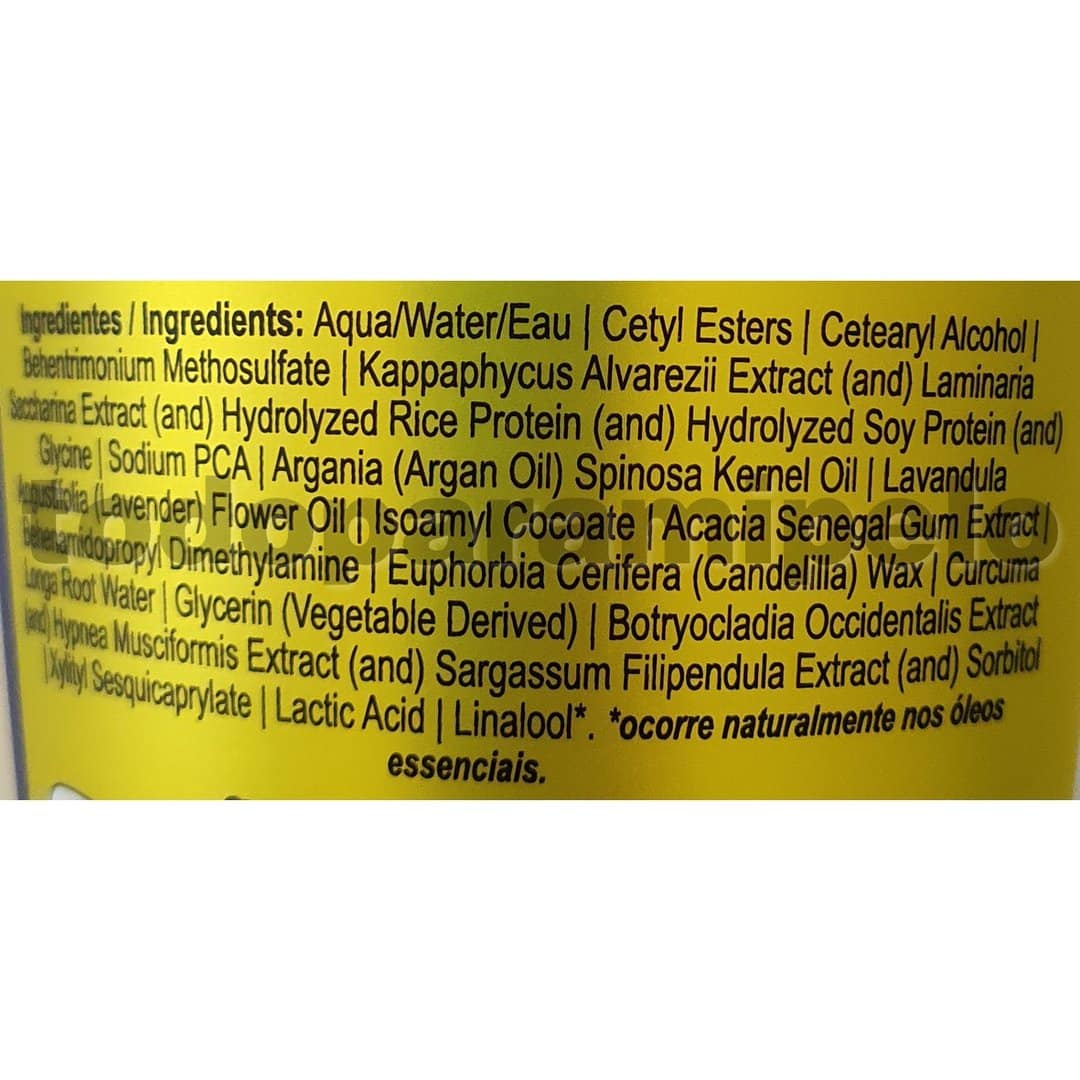 Ingredientes / Ingredients: Aqua/Water/Eau | Cetyl Esters | Cetearyl Alcohol |
Behentrimonium Methosulfate | Kappaphycus Alvarezii Extract (and) Laminaria
Saccharina Extract (and) Hydrolyzed Rice Protein (and) Hydrolyzed Soy Protein (and)
Glycine | Sodium PCA | Argania (Argan Oil) Spinosa Kernel Oil | Lavandula
Augustifolia (Lavender) Flower Oil | Isoamyl Cocoate | Acacia Senegal Gum Extract |
Behenamidopropyl Dimethylamine | Euphorbia Cerifera (Candelilla) Wax | Curcuma
Longa Root Water | Glycerin (Vegetable Derived) | Botryocladia Occidentalis Extract
(and) Hypnea Musciformis Extract (and) Sargassum Filipendula Extract (and) Sorbitol
| Xylityl Sesquicaprylate | Lactic Acid | Linalool*. *ocorre naturalmente nos óleos
essenciais.
todoparamipelo